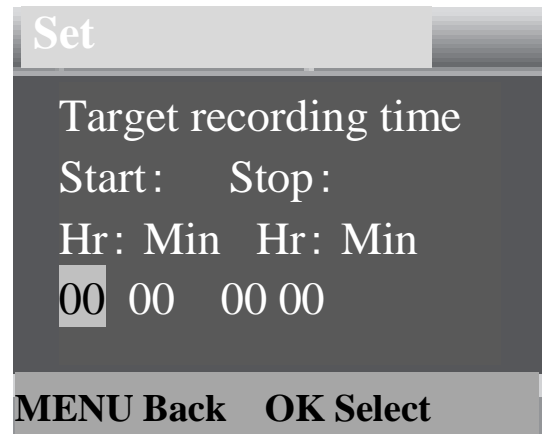 Set
Target recording time
Start: Stop:
Hr: Min Hr: Min
00 00 00 00
MENU Back OK Select